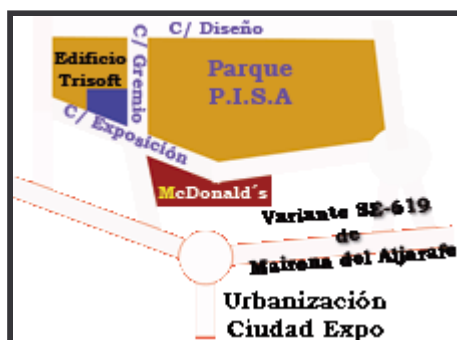 C/ Diseño
Edificio
Trisoft
C/ Gremio
Parque
P.I.S.A
C/ Exposición
McDonald´s
Variante SE-619
de
Mairena del Aljarafe
Urbanización
Ciudad Expo